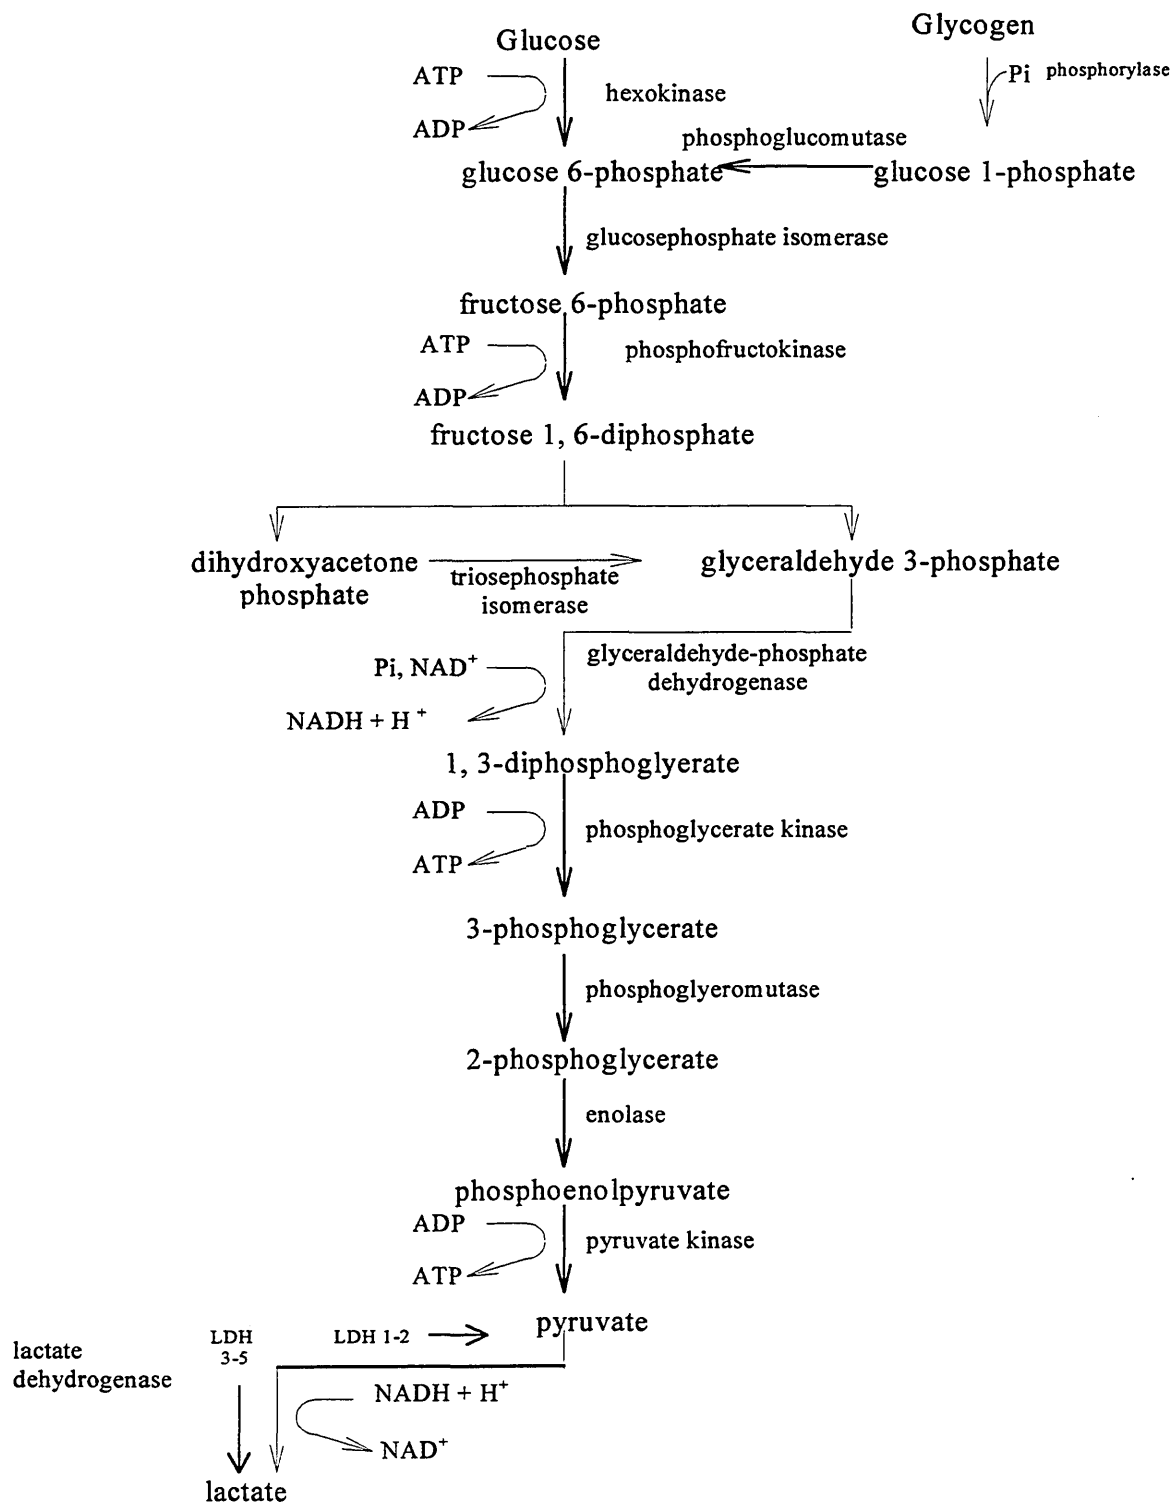 Glucose
Glycogen
ATP
Pi phosphorylase
hexokinase
ADP
phosphoglucomutase
glucose 6-phosphate
glucose 1-phosphate
glucosephosphate isomerase
fructose 6-phosphate
ATP
phosphofructokinase
ADP
fructose 1, 6-diphosphate
dihydroxyacetone
phosphate
triosephosphate
isomerase
glyceraldehyde 3-phosphate
glyceraldehyde-phosphate
dehydrogenase
Pi, NAD+
NADH + H +
1, 3-diphosphoglyerate
ADP
phosphoglycerate kinase
ATP
3-phosphoglycerate
phosphoglyeromutase
2-phosphoglycerate
enolase
phosphoenolpyruvate
ADP
pyruvate kinase
ATP
pyruvate
lactate
dehydrogenase
LDH
3-5
LDH 1-2
NADH + H+
NAD+
lactate